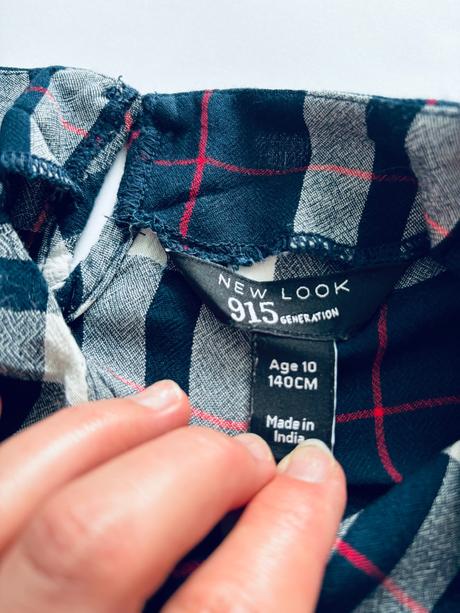 NEW LOOK
915 GENERATION
Age 10
140CM
Made in
India